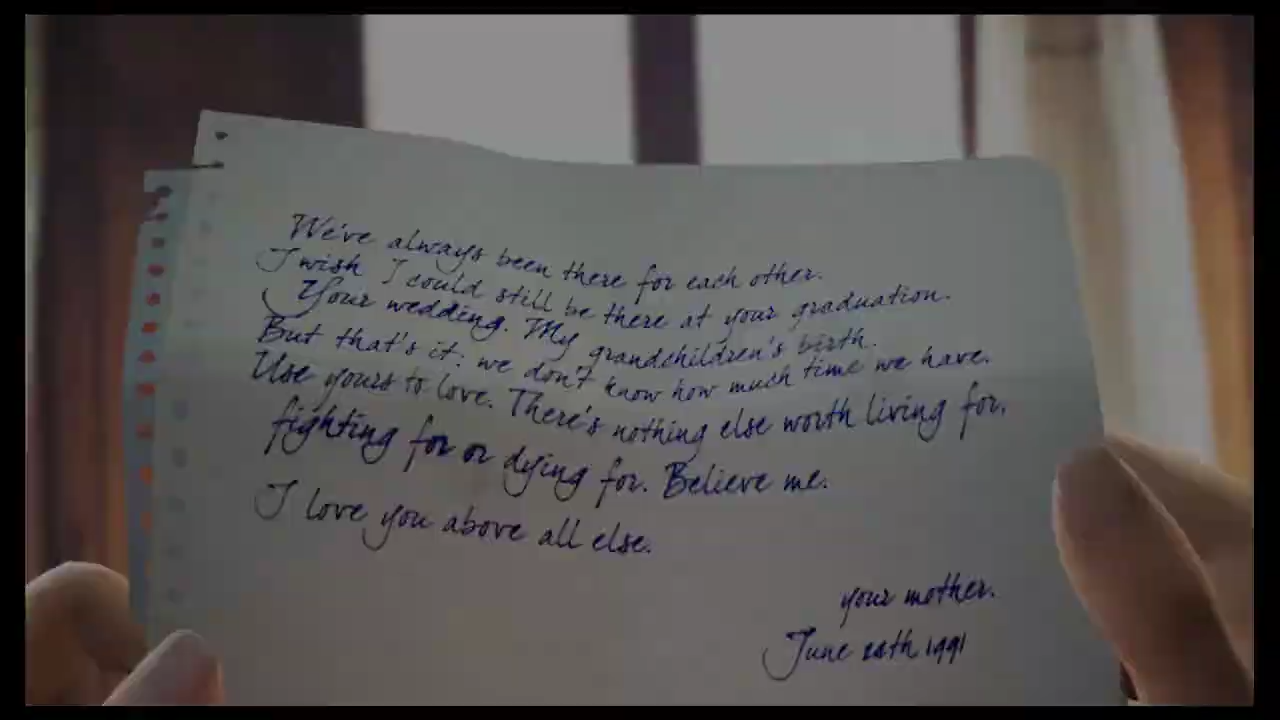 We've always been there for each other.
I wish I could still be there at your graduation.
Your wedding. My grandchildren's birth.
But that's it: we don't know how much time we have.
Use yours to love. There's nothing else worth living for,
fighting for or dying for. Believe me.
I love you above all else.
your mother.
June 1991